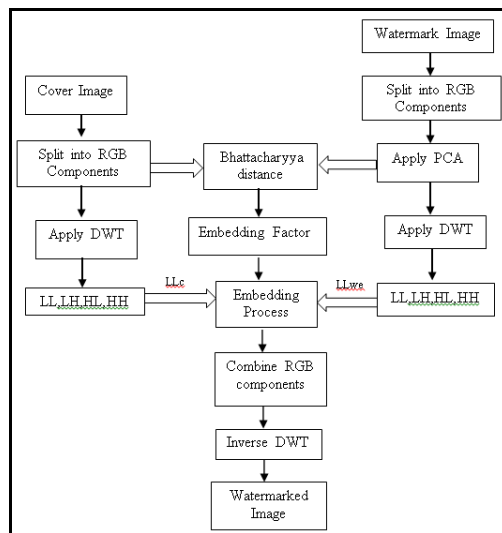 Watermark Image
Split into RGB
Components
Cover Image
Split into RGB
Components
Bhattacharyya
distance
Apply PCA
Apply DWT
Embedding Factor
Apply DWT
LL,LH,HL,HH
LLc
Embedding
Process
LLwe
LL,LH,HL,HH
Combine RGB
components
Inverse DWT
Watermarked
Image